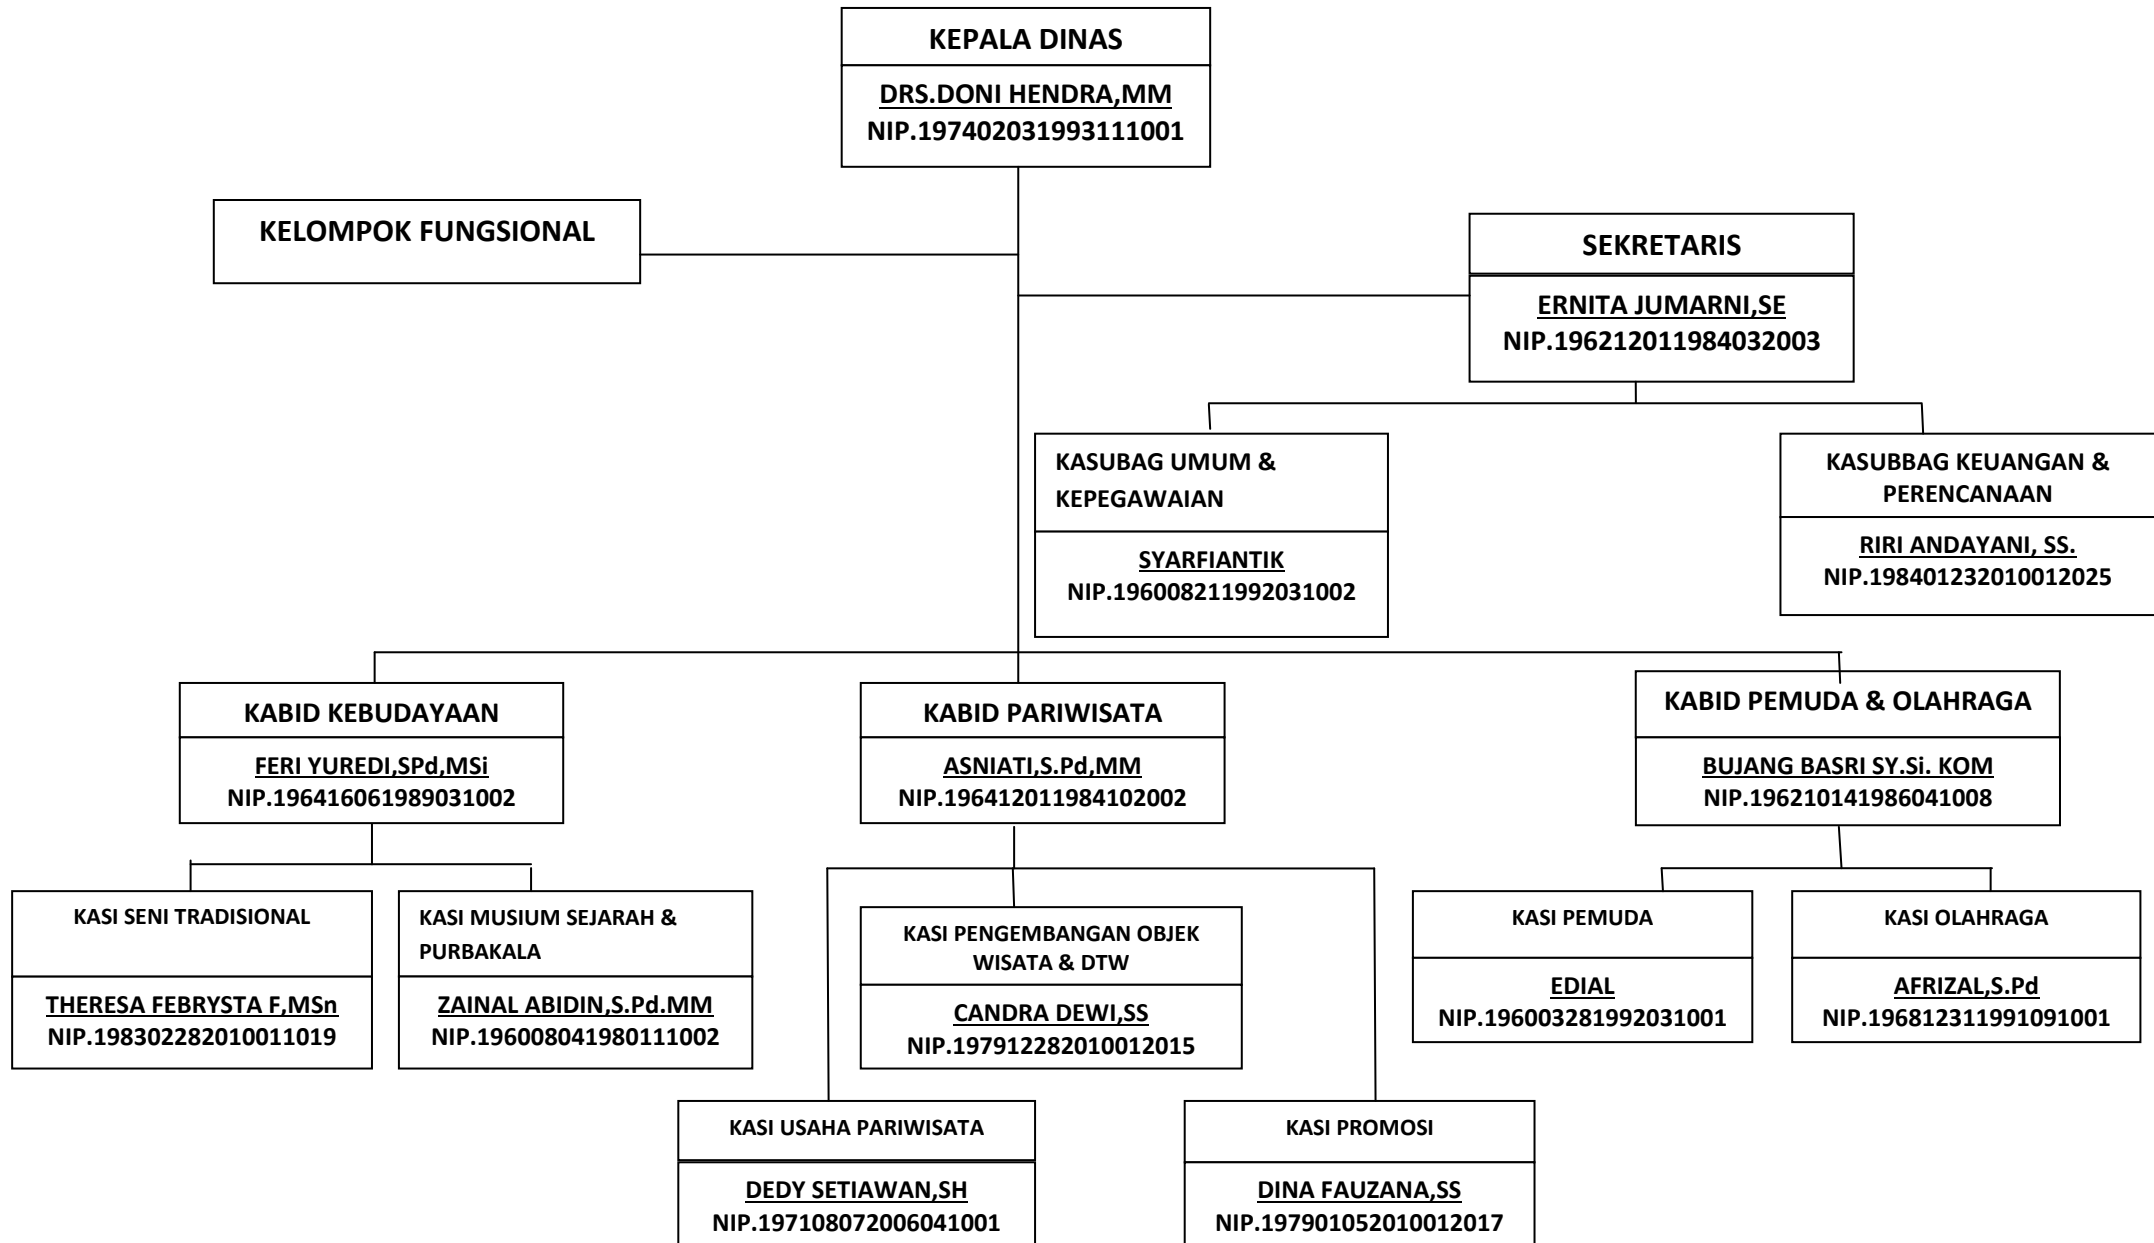 KEPALA DINAS
DRS.DONI HENDRA,MM
NIP.197402031993111001
KELOMPOK FUNGSIONAL
SEKRETARIS
ERNITA JUMARNI,SE
NIP.196212011984032003
KASUBAG UMUM &
KEPEGAWAIAN
SYARFIANTIK
NIP.196008211992031002
KASUBBAG KEUANGAN &
PERENCANAAN
RIRI ANDAYANI, SS.
NIP.198401232010012025
KABID KEBUDAYAAN
FERI YUREDI,SPd,MSi
NIP.196416061989031002
KABID PARIWISATA
ASNIATI,S.Pd,MM
NIP.196412011984102002
KABID PEMUDA & OLAHRAGA
BUJANG BASRI SY.Si. KOM
NIP.196210141986041008
KASI SENI TRADISIONAL
THERESA FEBRYSTA F,MSn
NIP.198302282010011019
KASI MUSIUM SEJARAH &
PURBAKALA
ZAINAL ABIDIN,S.Pd.MM
NIP.196008041980111002
KASI PENGEMBANGAN OBJEK
WISATA & DTW
CANDRA DEWI,SS
NIP.197912282010012015
KASI PEMUDA
EDIAL
NIP.196003281992031001
KASI OLAHRAGA
AFRIZAL,S.Pd
NIP.196812311991091001
KASI USAHA PARIWISATA
DEDY SETIAWAN,SH
NIP.197108072006041001
KASI PROMOSI
DINA FAUZANA,SS
NIP.197901052010012017